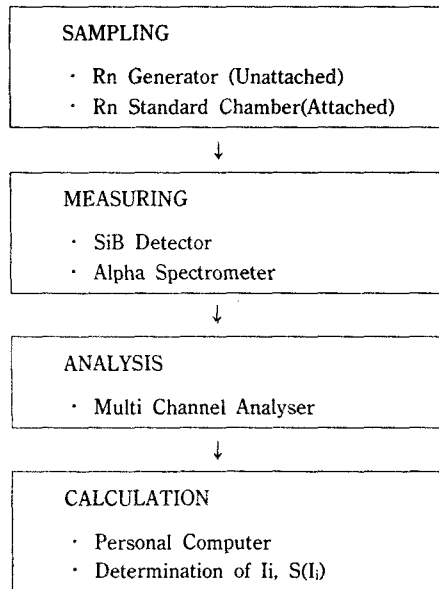 SAMPLING
· Rn Generator (Unattached)
· Rn Standard Chamber(Attached)
↓
MEASURING
· SiB Detector
· Alpha Spectrometer
↓
ANALYSIS
· Multi Channel Analyser
↓
CALCULATION
· Personal Computer
· Determination of Ii, S(Iᵢ)